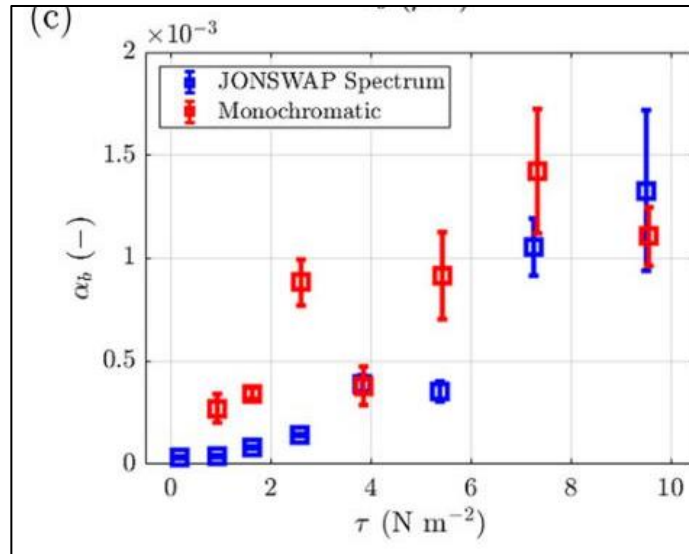 (c)
×10⁻³
2
JONSWAP Spectrum
Monochromatic
1.5
1
0.5
0
α_b (−)
0 2 4 6 8 10
τ (N m⁻²)